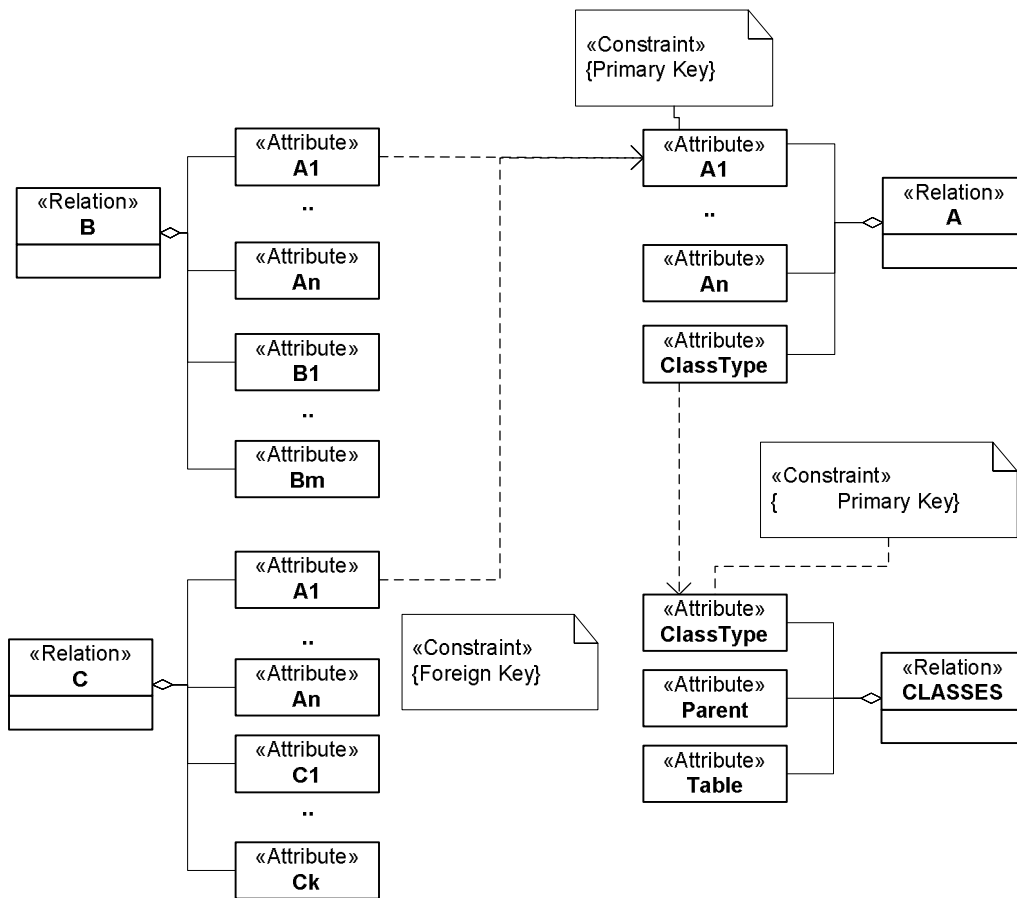 «Constraint»
{Primary Key}
«Attribute»
A1
..
«Attribute»
An
«Attribute»
B1
..
«Attribute»
Bm
«Relation»
B
«Attribute»
A1
..
«Attribute»
An
«Attribute»
ClassType
«Relation»
A
«Constraint»
{ Primary Key}
«Attribute»
A1
..
«Attribute»
An
«Attribute»
C1
..
«Attribute»
Ck
«Relation»
C
«Constraint»
{Foreign Key}
«Attribute»
ClassType
«Attribute»
Parent
«Attribute»
Table
«Relation»
CLASSES